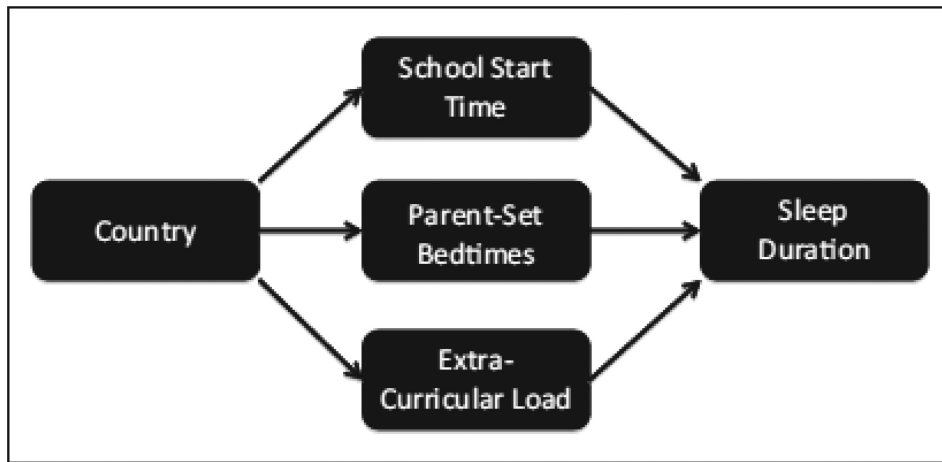 School Start
Time
Country
Parent-Set
Bedtimes
Sleep
Duration
Extra-
Curricular Load